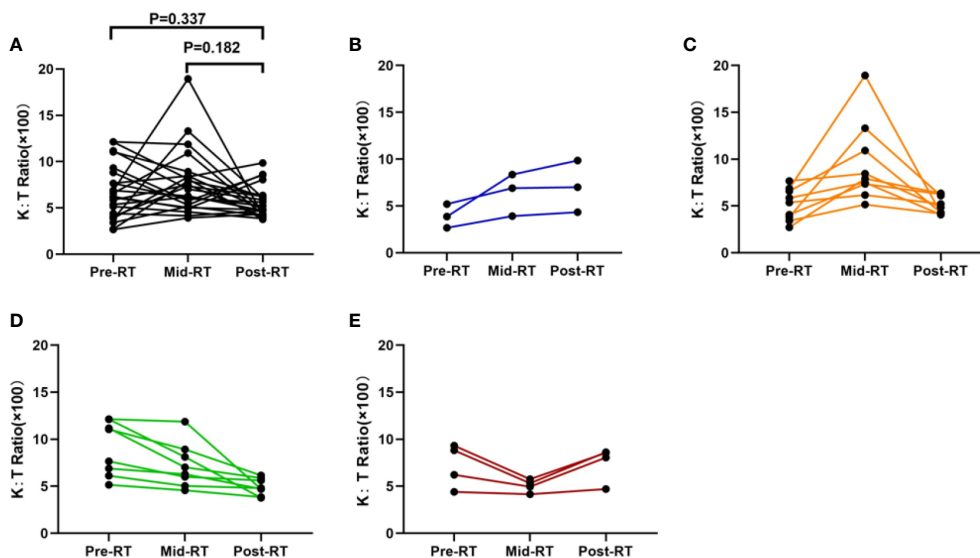 P=0.337
P=0.182
A
20
15
10
5
0
K: T Ratio(×100)
Pre-RT Mid-RT Post-RT
B
20
15
10
5
0
K: T Ratio(×100)
Pre-RT Mid-RT Post-RT
C
20
15
10
5
0
K: T Ratio(×100)
Pre-RT Mid-RT Post-RT
D
20
15
10
5
0
K: T Ratio(×100)
Pre-RT Mid-RT Post-RT
E
20
15
10
5
0
K: T Ratio(×100)
Pre-RT Mid-RT Post-RT